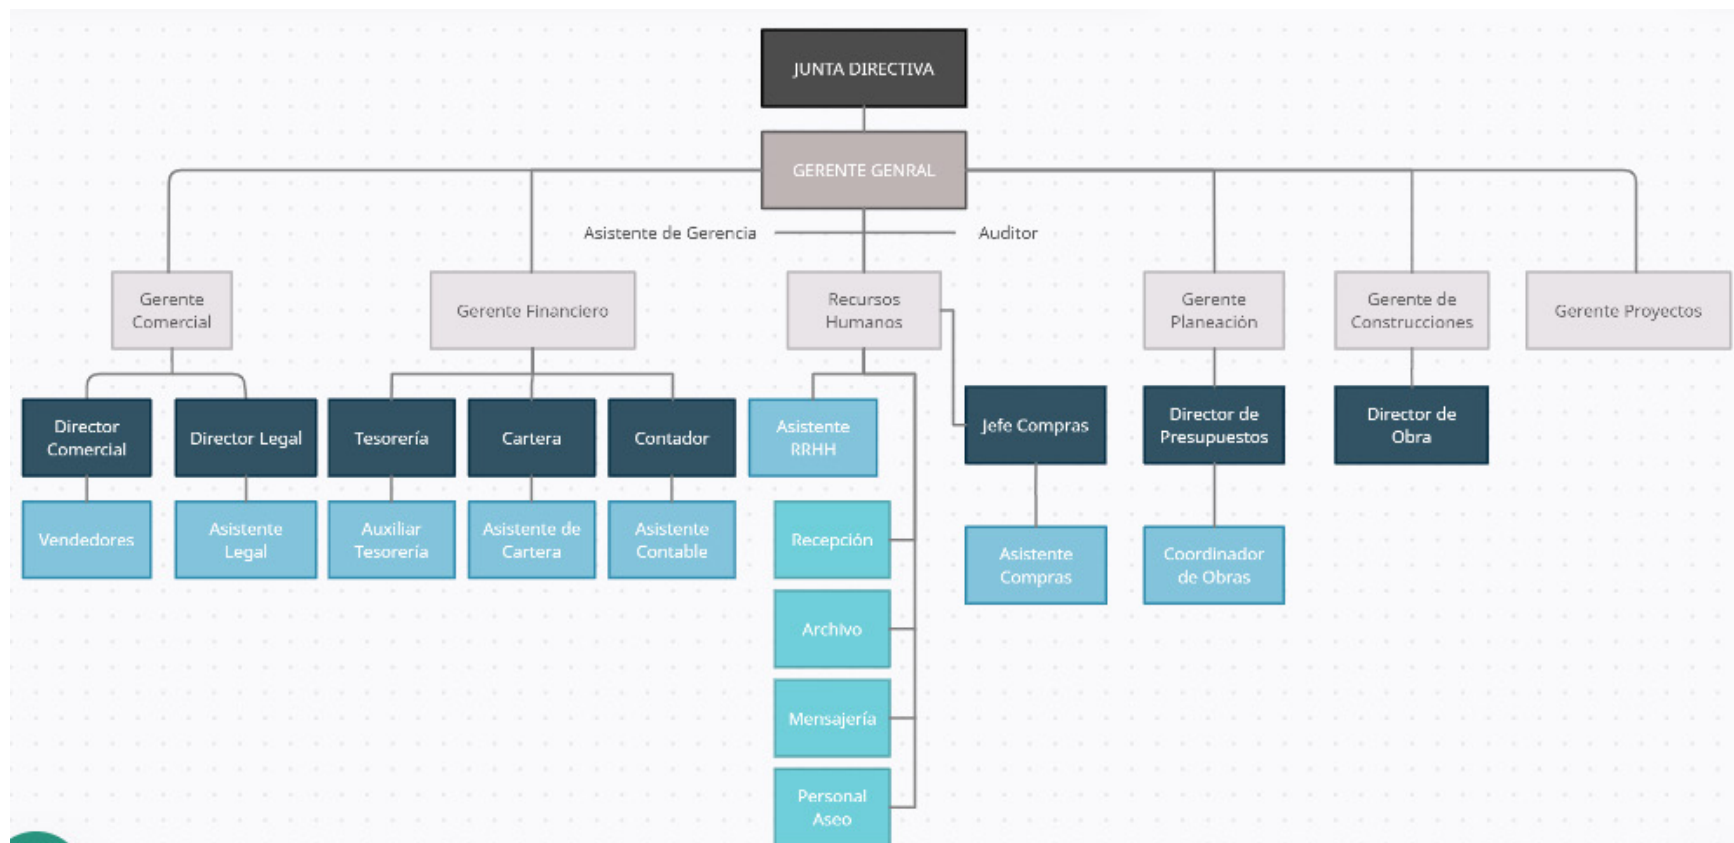 JUNTA DIRECTIVA
GERENTE GENRAL
Asistente de Gerencia
Auditor
Gerente
Comercial
Gerente Financiero
Recursos
Humanos
Gerente
Planeación
Gerente de
Construcciones
Gerente Proyectos
Director
Comercial
Director Legal
Tesorería
Cartera
Contador
Asistente
RRHH
Jefe Compras
Director de
Presupuestos
Director de
Obra
Vendedores
Asistente
Legal
Auxiliar
Tesorería
Asistente de
Cartera
Asistente
Contable
Recepción
Asistente
Compras
Coordinador
de Obras
Archivo
Mensajería
Personal
Aseo